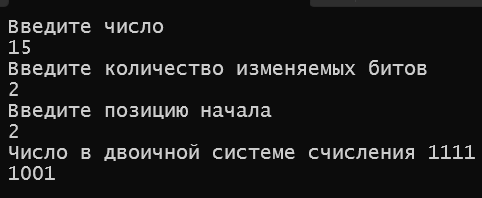 Введите число
15
Введите количество изменяемых битов
2
Введите позицию начала
2
Число в двоичной системе счисления 1111
1001